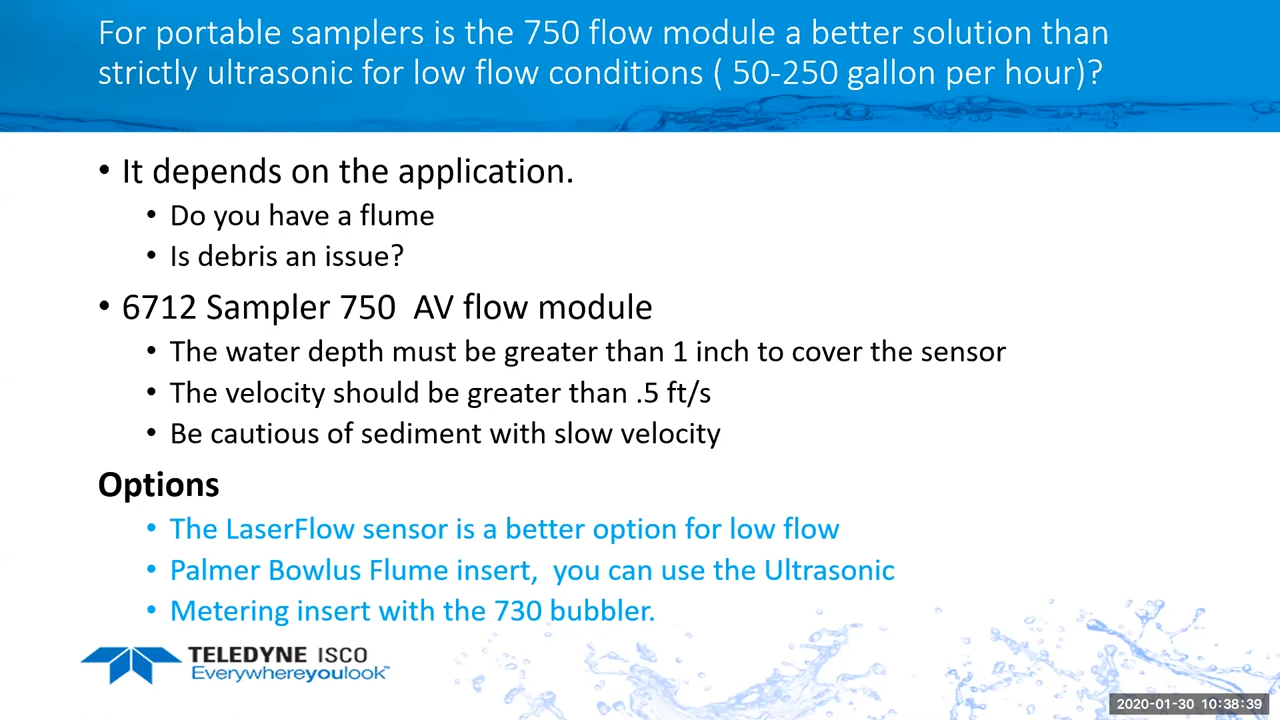 For portable samplers is the 750 flow module a better solution than
strictly ultrasonic for low flow conditions ( 50-250 gallon per hour)?
• It depends on the application.
• Do you have a flume
• Is debris an issue?
• 6712 Sampler 750  AV flow module
• The water depth must be greater than 1 inch to cover the sensor
• The velocity should be greater than .5 ft/s
• Be cautious of sediment with slow velocity
Options
• The LaserFlow sensor is a better option for low flow
• Palmer Bowlus Flume insert,  you can use the Ultrasonic
• Metering insert with the 730 bubbler.
TELEDYNE ISCO
Everywhereyoulook™
2020-01-30 10:38:39